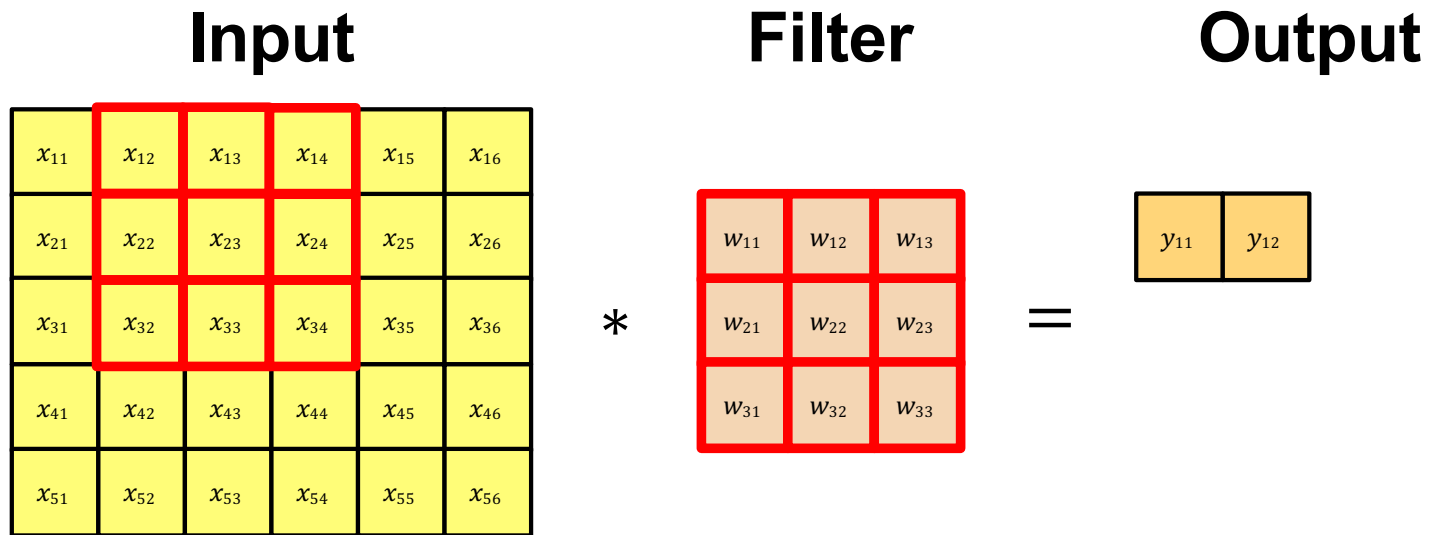 Input Filter Output
x₁₁ x₁₂ x₁₃ x₁₄ x₁₅ x₁₆
x₂₁ x₂₂ x₂₃ x₂₄ x₂₅ x₂₆
x₃₁ x₃₂ x₃₃ x₃₄ x₃₅ x₃₆
x₄₁ x₄₂ x₄₃ x₄₄ x₄₅ x₄₆
x₅₁ x₅₂ x₅₃ x₅₄ x₅₅ x₅₆
*
w₁₁ w₁₂ w₁₃
w₂₁ w₂₂ w₂₃
w₃₁ w₃₂ w₃₃
=
y₁₁ y₁₂